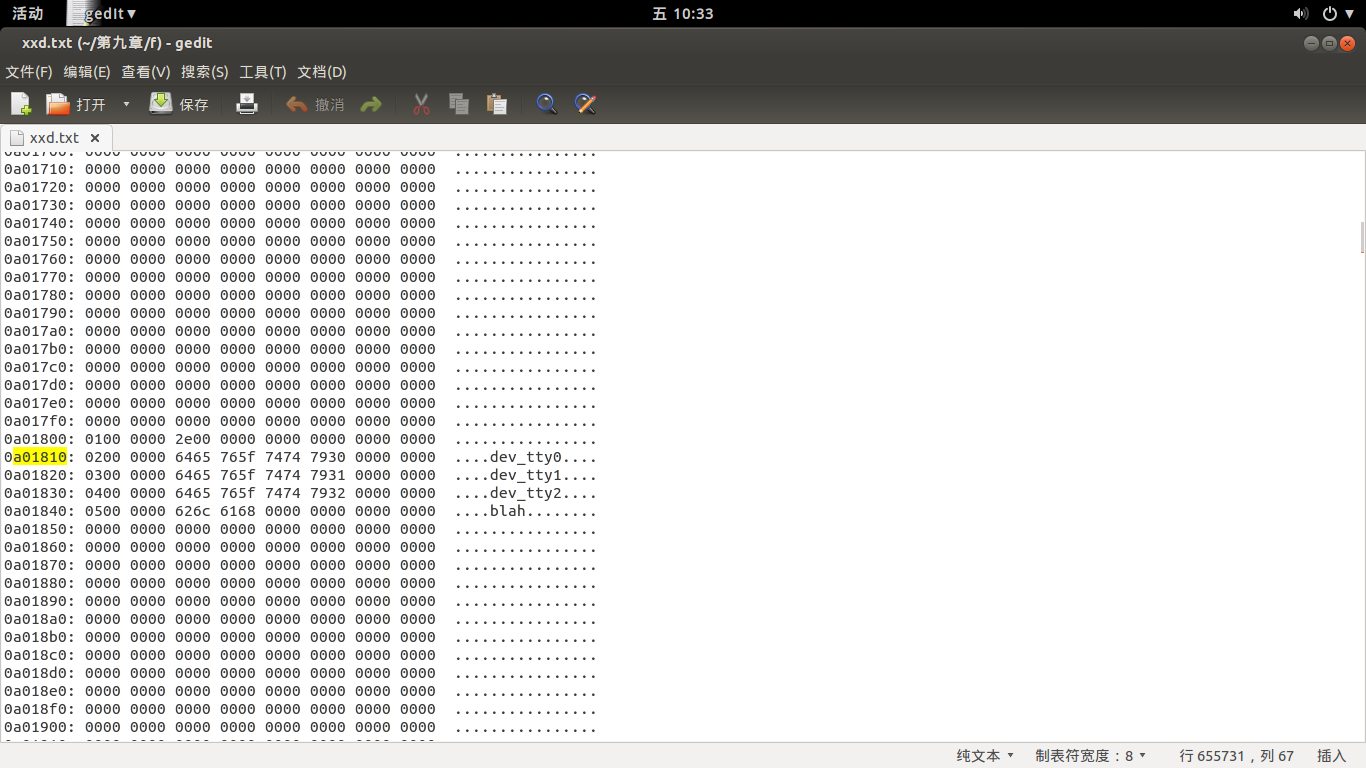 活动 gedit▼ 五 10:33
xxd.txt (~/第九章/f) - gedit
文件(F) 编辑(E) 查看(V) 搜索(S) 工具(T) 文档(D)
打开 保存 撤消
xxd.txt
0a01700: 0000 0000 0000 0000 0000 0000 0000 0000  ................
0a01710: 0000 0000 0000 0000 0000 0000 0000 0000  ................
0a01720: 0000 0000 0000 0000 0000 0000 0000 0000  ................
0a01730: 0000 0000 0000 0000 0000 0000 0000 0000  ................
0a01740: 0000 0000 0000 0000 0000 0000 0000 0000  ................
0a01750: 0000 0000 0000 0000 0000 0000 0000 0000  ................
0a01760: 0000 0000 0000 0000 0000 0000 0000 0000  ................
0a01770: 0000 0000 0000 0000 0000 0000 0000 0000  ................
0a01780: 0000 0000 0000 0000 0000 0000 0000 0000  ................
0a01790: 0000 0000 0000 0000 0000 0000 0000 0000  ................
0a017a0: 0000 0000 0000 0000 0000 0000 0000 0000  ................
0a017b0: 0000 0000 0000 0000 0000 0000 0000 0000  ................
0a017c0: 0000 0000 0000 0000 0000 0000 0000 0000  ................
0a017d0: 0000 0000 0000 0000 0000 0000 0000 0000  ................
0a017e0: 0000 0000 0000 0000 0000 0000 0000 0000  ................
0a017f0: 0000 0000 0000 0000 0000 0000 0000 0000  ................
0a01800: 0100 0000 2e00 0000 0000 0000 0000 0000  ................
0a01810: 0200 0000 6465 765f 7474 7930 0000 0000  ....dev_tty0....
0a01820: 0300 0000 6465 765f 7474 7931 0000 0000  ....dev_tty1....
0a01830: 0400 0000 6465 765f 7474 7932 0000 0000  ....dev_tty2....
0a01840: 0500 0000 626c 6168 0000 0000 0000 0000  ....blah........
0a01850: 0000 0000 0000 0000 0000 0000 0000 0000  ................
0a01860: 0000 0000 0000 0000 0000 0000 0000 0000  ................
0a01870: 0000 0000 0000 0000 0000 0000 0000 0000  ................
0a01880: 0000 0000 0000 0000 0000 0000 0000 0000  ................
0a01890: 0000 0000 0000 0000 0000 0000 0000 0000  ................
0a018a0: 0000 0000 0000 0000 0000 0000 0000 0000  ................
0a018b0: 0000 0000 0000 0000 0000 0000 0000 0000  ................
0a018c0: 0000 0000 0000 0000 0000 0000 0000 0000  ................
0a018d0: 0000 0000 0000 0000 0000 0000 0000 0000  ................
0a018e0: 0000 0000 0000 0000 0000 0000 0000 0000  ................
0a018f0: 0000 0000 0000 0000 0000 0000 0000 0000  ................
0a01900: 0000 0000 0000 0000 0000 0000 0000 0000  ................
纯文本 制表符宽度：8 行 655731，列 67 插入